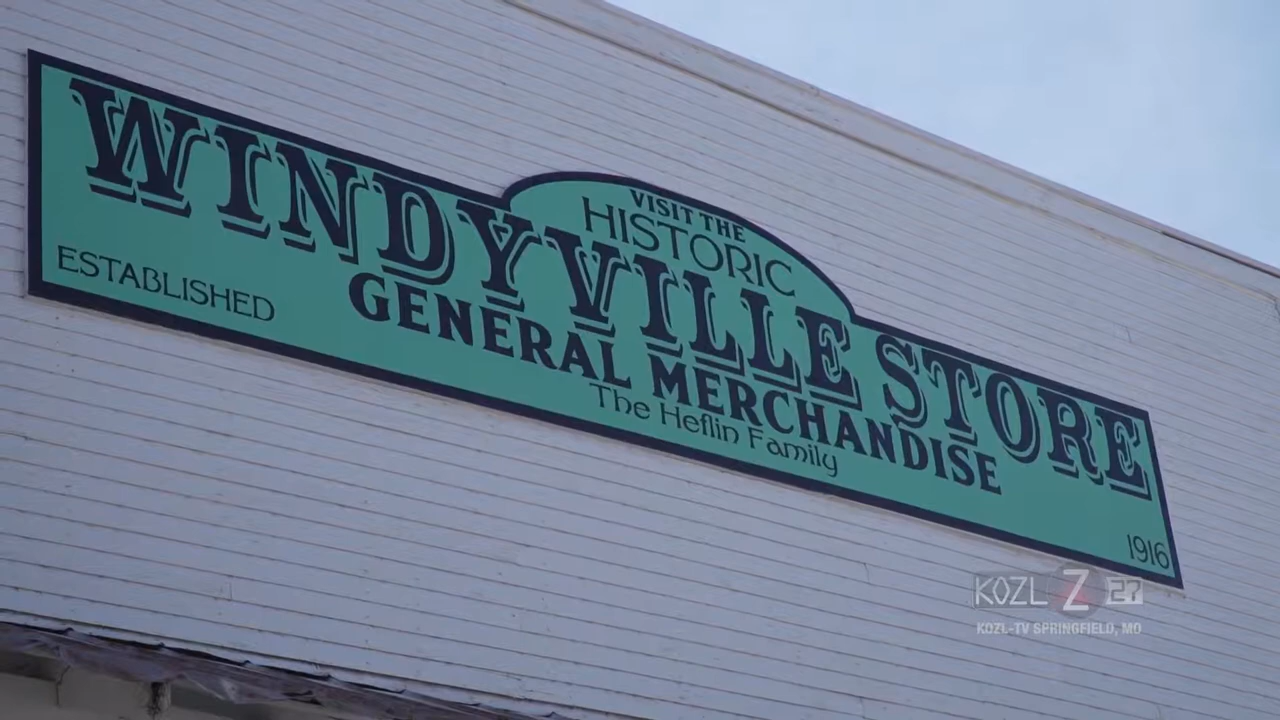 VISIT THE
HISTORIC
WINDYVILLE STORE
GENERAL MERCHANDISE
The Heflin Family
ESTABLISHED
1916
KOZL Z 27
KOZL-TV SPRINGFIELD, MO